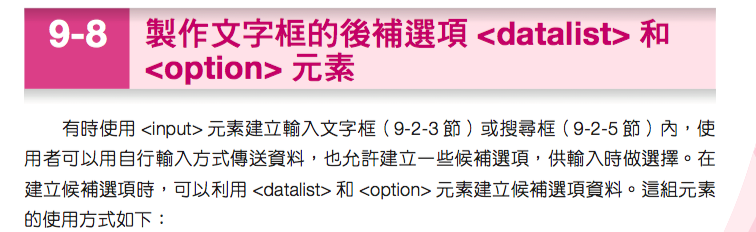 9-8 製作文字框的後補選項 <datalist> 和
<option> 元素
有時使用 <input> 元素建立輸入文字框（9-2-3 節）或搜尋框（9-2-5 節）內，使
用者可以用自行輸入方式傳送資料，也允許建立一些候補選項，供輸入時做選擇。在
建立候補選項時，可以利用 <datalist> 和 <option> 元素建立候補選項資料。這組元素
的使用方式如下：